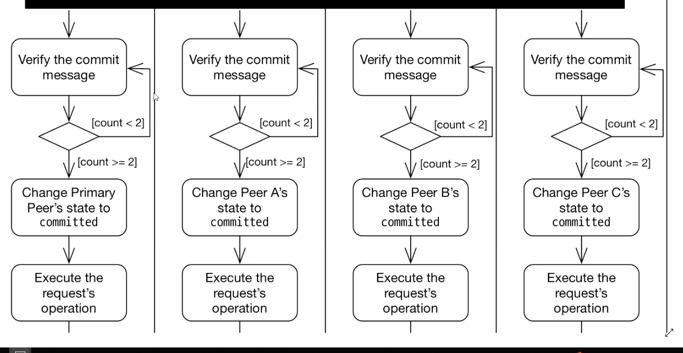 Verify the commit
message
Verify the commit
message
Verify the commit
message
Verify the commit
message
[count < 2]
[count < 2]
[count < 2]
[count < 2]
[count >= 2]
[count >= 2]
[count >= 2]
[count >= 2]
Change Primary
Peer's state to
committed
Change Peer A's
state to
committed
Change Peer B's
state to
committed
Change Peer C's
state to
committed
Execute the
request's
operation
Execute the
request's
operation
Execute the
request's
operation
Execute the
request's
operation